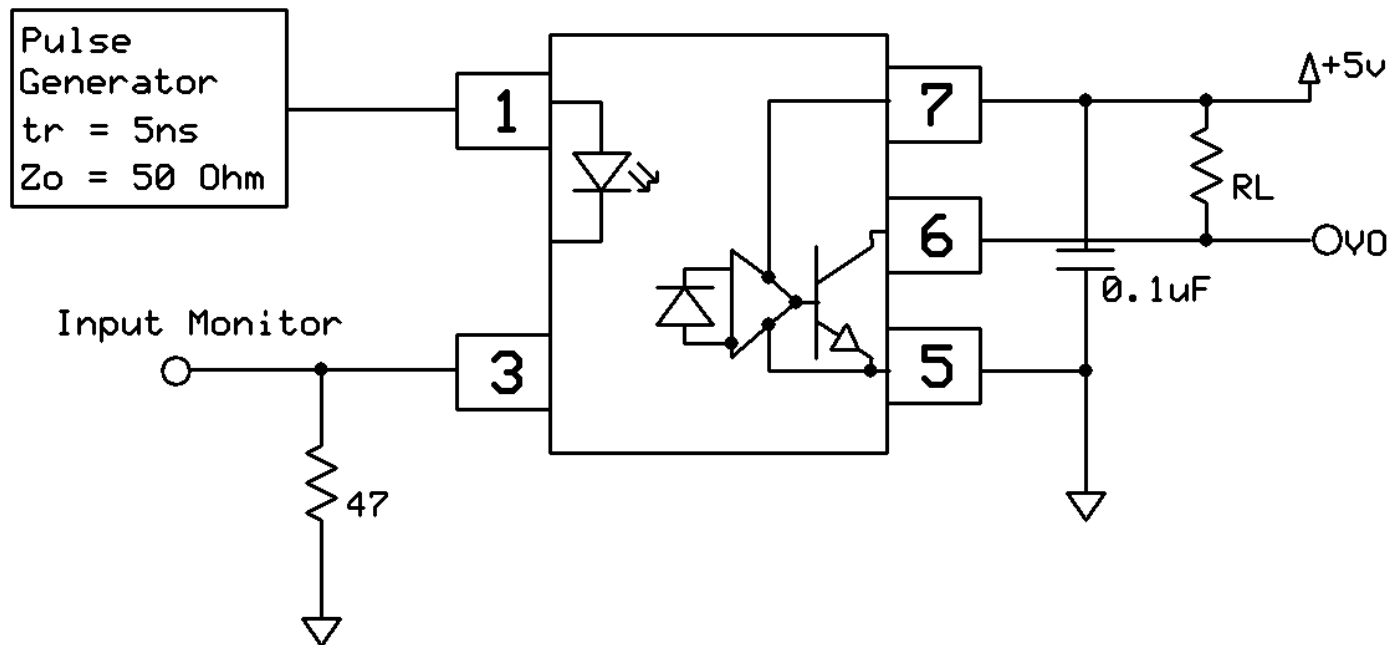 Pulse
Generator
tr = 5ns
Zo = 50 Ohm
1
7
+5v
RL
6
VO
0.1uF
Input Monitor
3
5
47